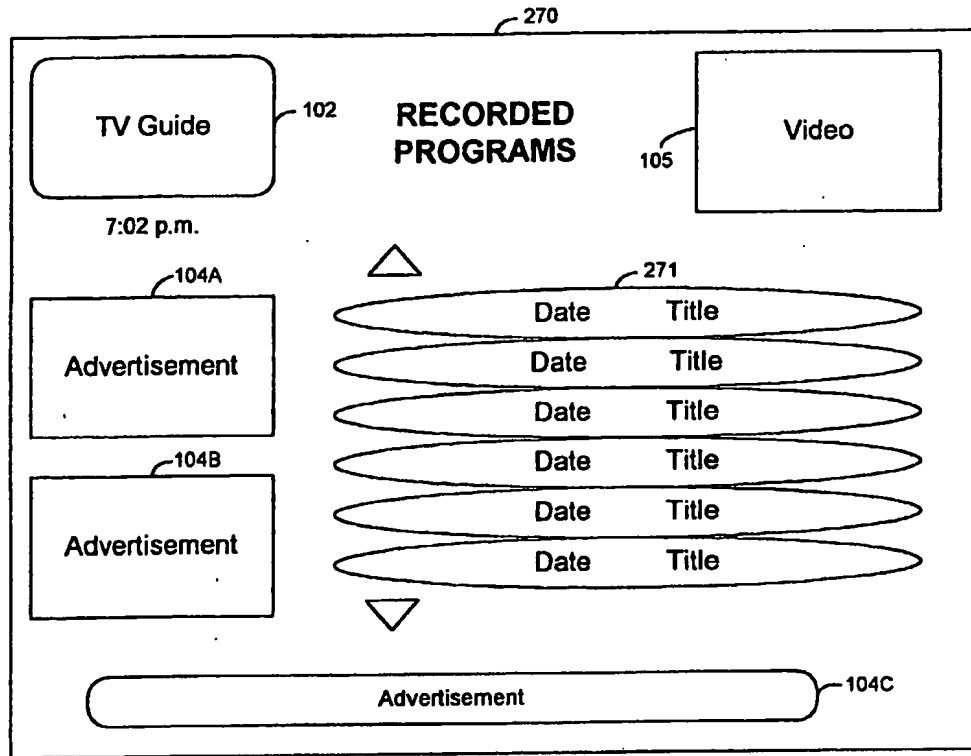 270
TV Guide
102
RECORDED
PROGRAMS
105
Video
7:02 p.m.
104A
Advertisement
271
Date Title
Date Title
Date Title
Date Title
Date Title
Date Title
104B
Advertisement
Advertisement
104C